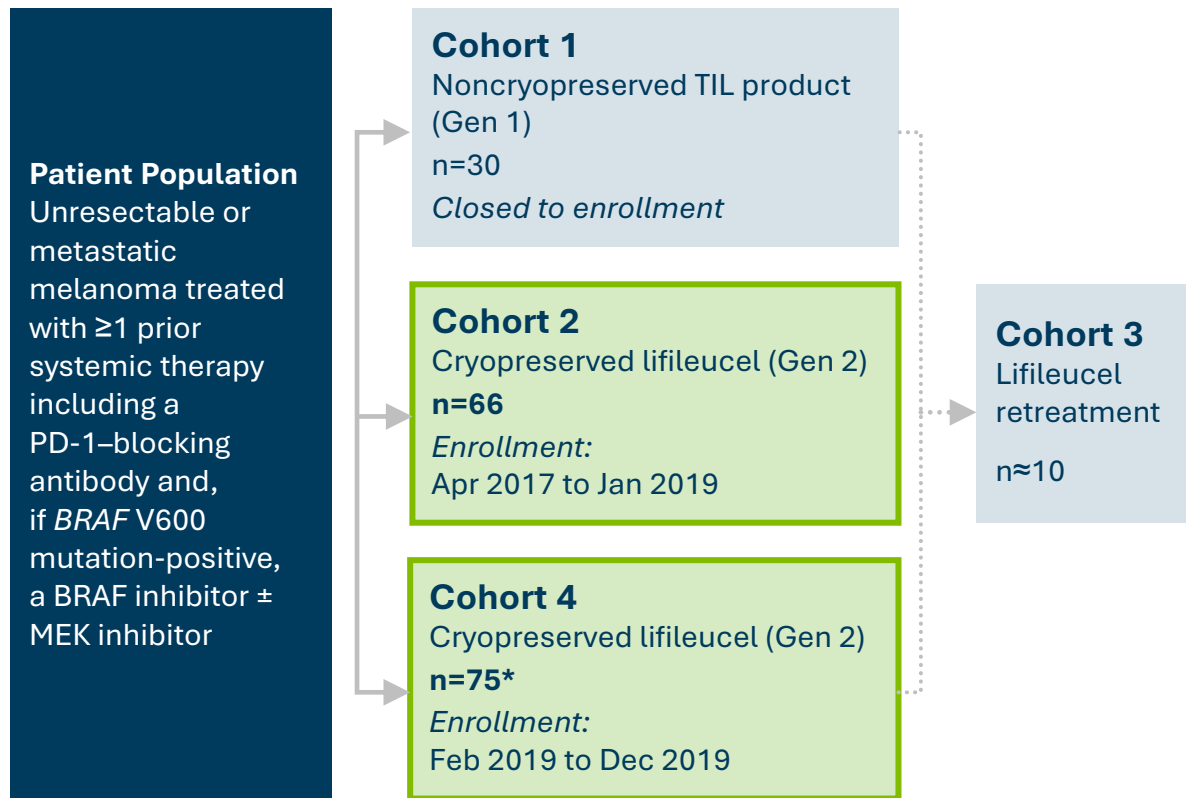 Patient Population
Unresectable or
metastatic
melanoma treated
with ≥1 prior
systemic therapy
including a
PD-1–blocking
antibody and,
if BRAF V600
mutation-positive,
a BRAF inhibitor ±
MEK inhibitor
Cohort 1
Noncryopreserved TIL product
(Gen 1)
n=30
Closed to enrollment
Cohort 2
Cryopreserved lifileucel (Gen 2)
n=66
Enrollment:
Apr 2017 to Jan 2019
Cohort 4
Cryopreserved lifileucel (Gen 2)
n=75*
Enrollment:
Feb 2019 to Dec 2019
Cohort 3
Lifileucel
retreatment
n≈10